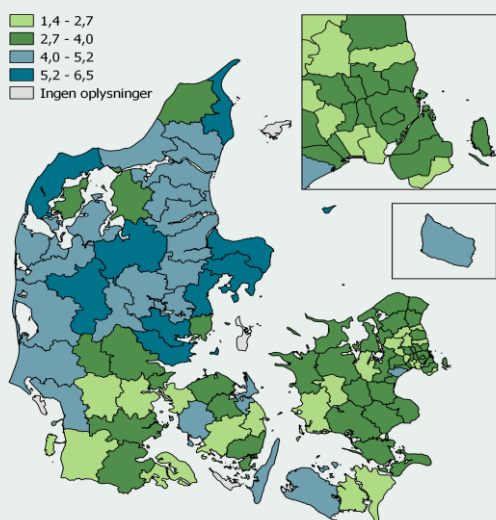 1,4 - 2,7
2,7 - 4,0
4,0 - 5,2
5,2 - 6,5
Ingen oplysninger